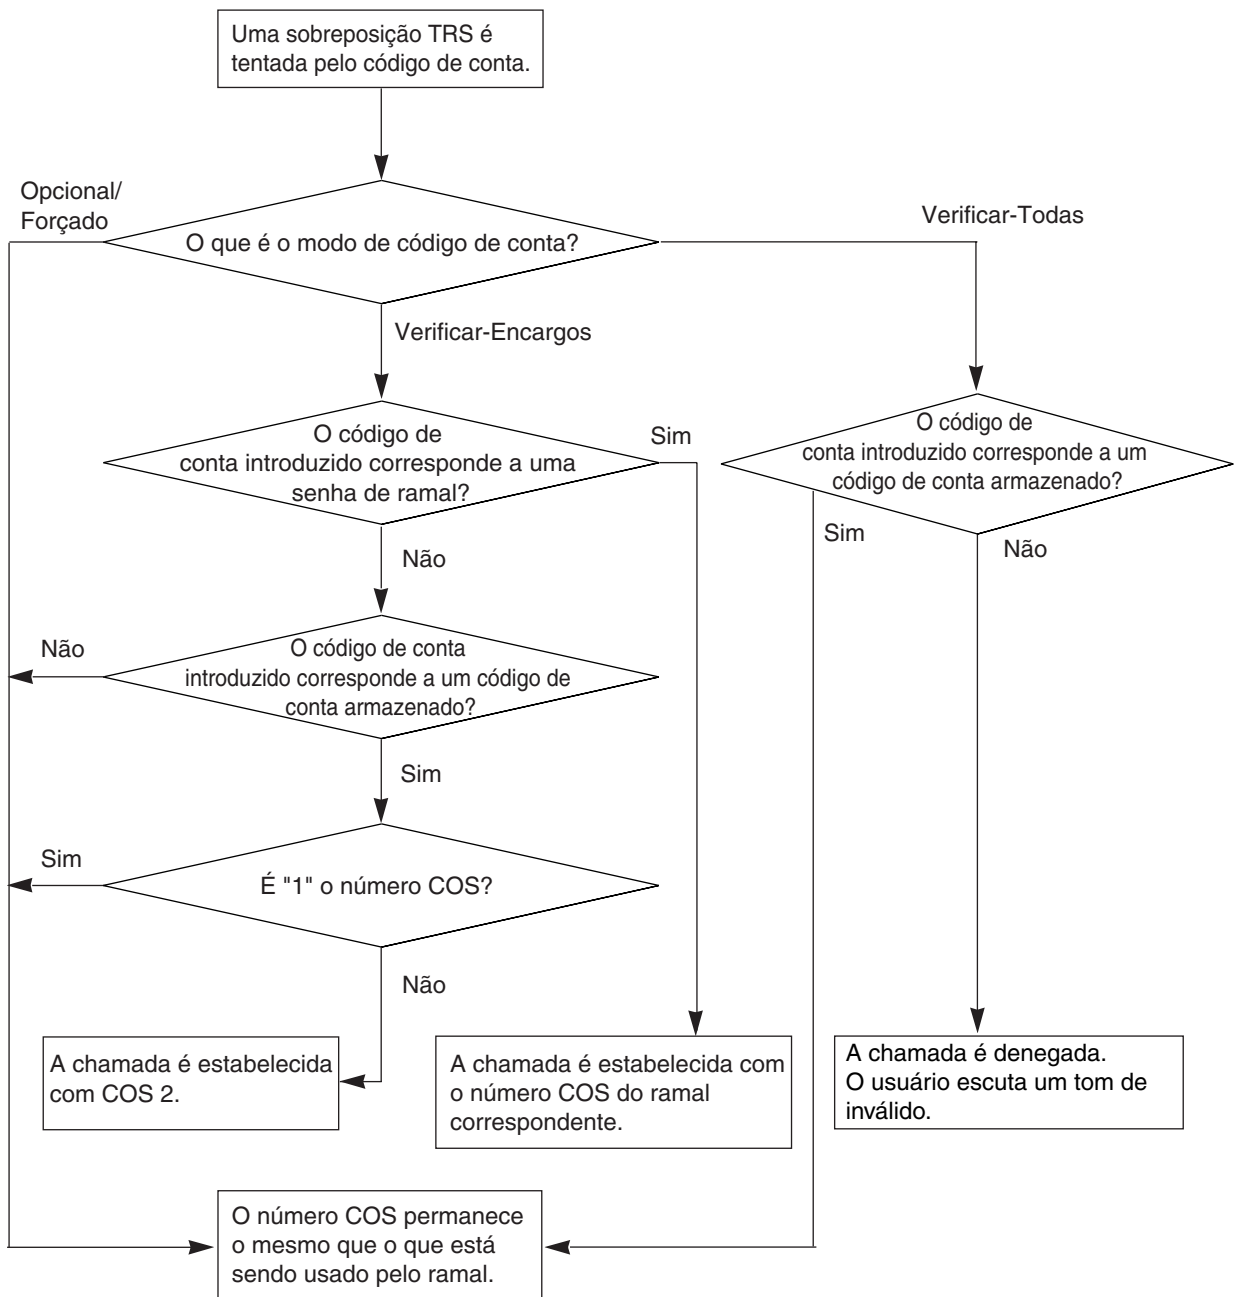 Uma sobreposição TRS é
tentada pelo código de conta.
Opcional/
Forçado
O que é o modo de código de conta?
Verificar-Todas
Verificar-Encargos
O código de
conta introduzido corresponde a uma
senha de ramal?
Sim
O código de
conta introduzido corresponde a um
código de conta armazenado?
Não
Sim
Não
Não
O código de conta
introduzido corresponde a um código de
conta armazenado?
Sim
Sim
É "1" o número COS?
Não
A chamada é estabelecida
com COS 2.
A chamada é estabelecida com
o número COS do ramal
correspondente.
A chamada é denegada.
O usuário escuta um tom de
inválido.
O número COS permanece
o mesmo que o que está
sendo usado pelo ramal.